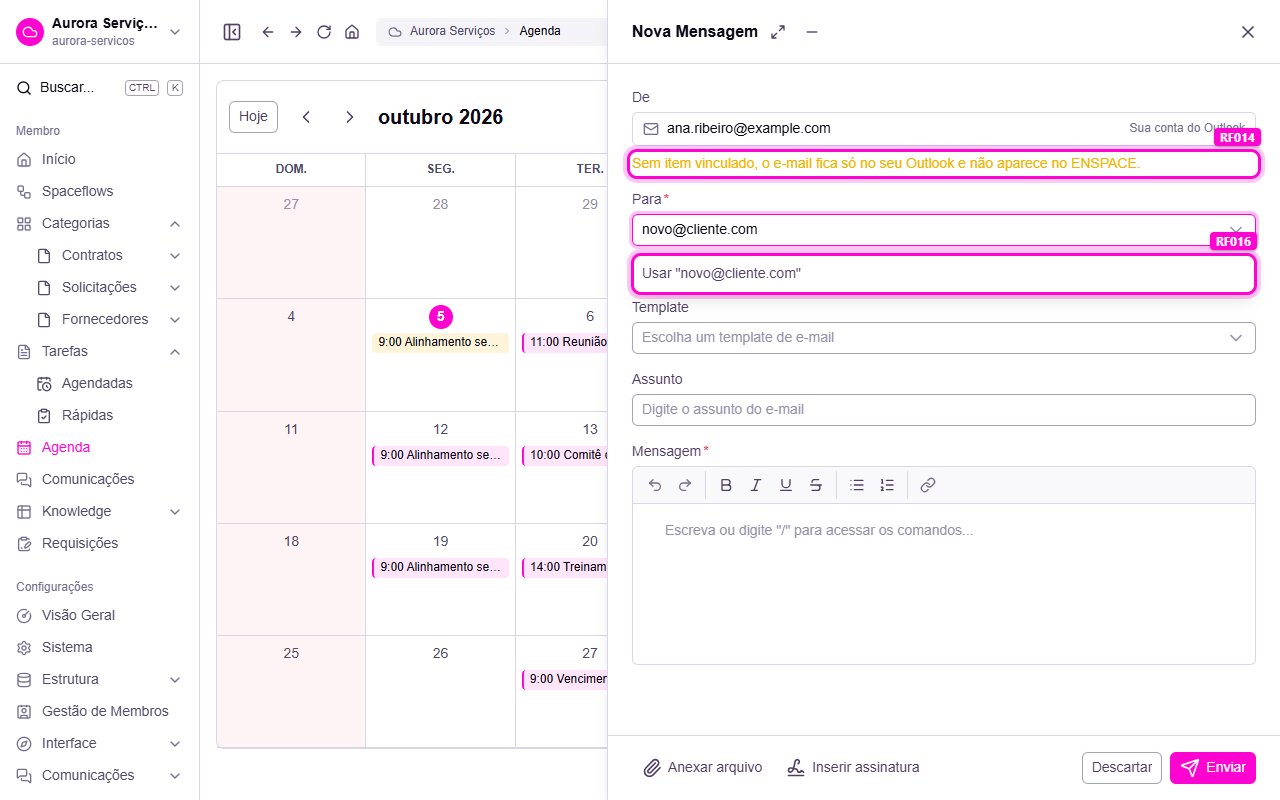 Aurora Serviç...
aurora-servicos
Buscar...
CTRL K
Membro
Início
Spaceflows
Categorias
Contratos
Solicitações
Fornecedores
Tarefas
Agendadas
Rápidas
Agenda
Comunicações
Knowledge
Requisições
Configurações
Visão Geral
Sistema
Estrutura
Gestão de Membros
Interface
Comunicações
Aurora Serviços > Agenda
Hoje
outubro 2026
DOM. SEG. TER.
27 28 29
4 5 6
9:00 Alinhamento se... 11:00 Reunião
11 12 13
9:00 Alinhamento se... 10:00 Comitê
18 19 20
9:00 Alinhamento se... 14:00 Treinam
25 26 27
9:00 Vencimen
Nova Mensagem
De
ana.ribeiro@example.com Sua conta do Outlook
RF014
Sem item vinculado, o e-mail fica só no seu Outlook e não aparece no ENSPACE.
Para *
novo@cliente.com
RF016
Usar "novo@cliente.com"
Template
Escolha um template de e-mail
Assunto
Digite o assunto do e-mail
Mensagem *
B I U S
Escreva ou digite "/" para acessar os comandos...
Anexar arquivo
Inserir assinatura
Descartar
Enviar